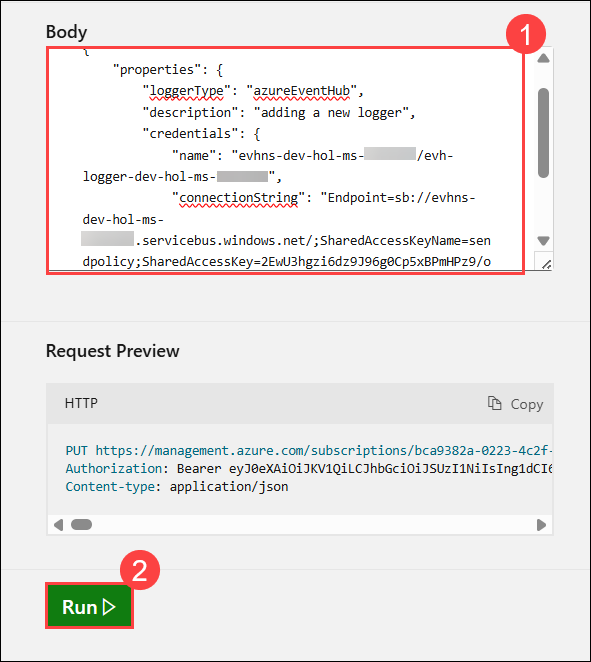 Body
1
{
"properties": {
"loggerType": "azureEventHub",
"description": "adding a new logger",
"credentials": {
"name": "evhns-dev-hol-ms-/evh-
logger-dev-hol-ms-",
"connectionString": "Endpoint=sb://evhns-
dev-hol-ms-
.servicebus.windows.net/;SharedAccessKeyName=sen
dpolicy;SharedAccessKey=2EwU3hgzi6dz9J96g0Cp5xBPmHPz9/o
Request Preview
HTTP
Copy
PUT https://management.azure.com/subscriptions/bca9382a-0223-4c2f-
Authorization: Bearer eyJ0eXAiOiJKV1QiLCJhbGciOiJSUzI1NiIsIng1dCI6
Content-type: application/json
2
Run